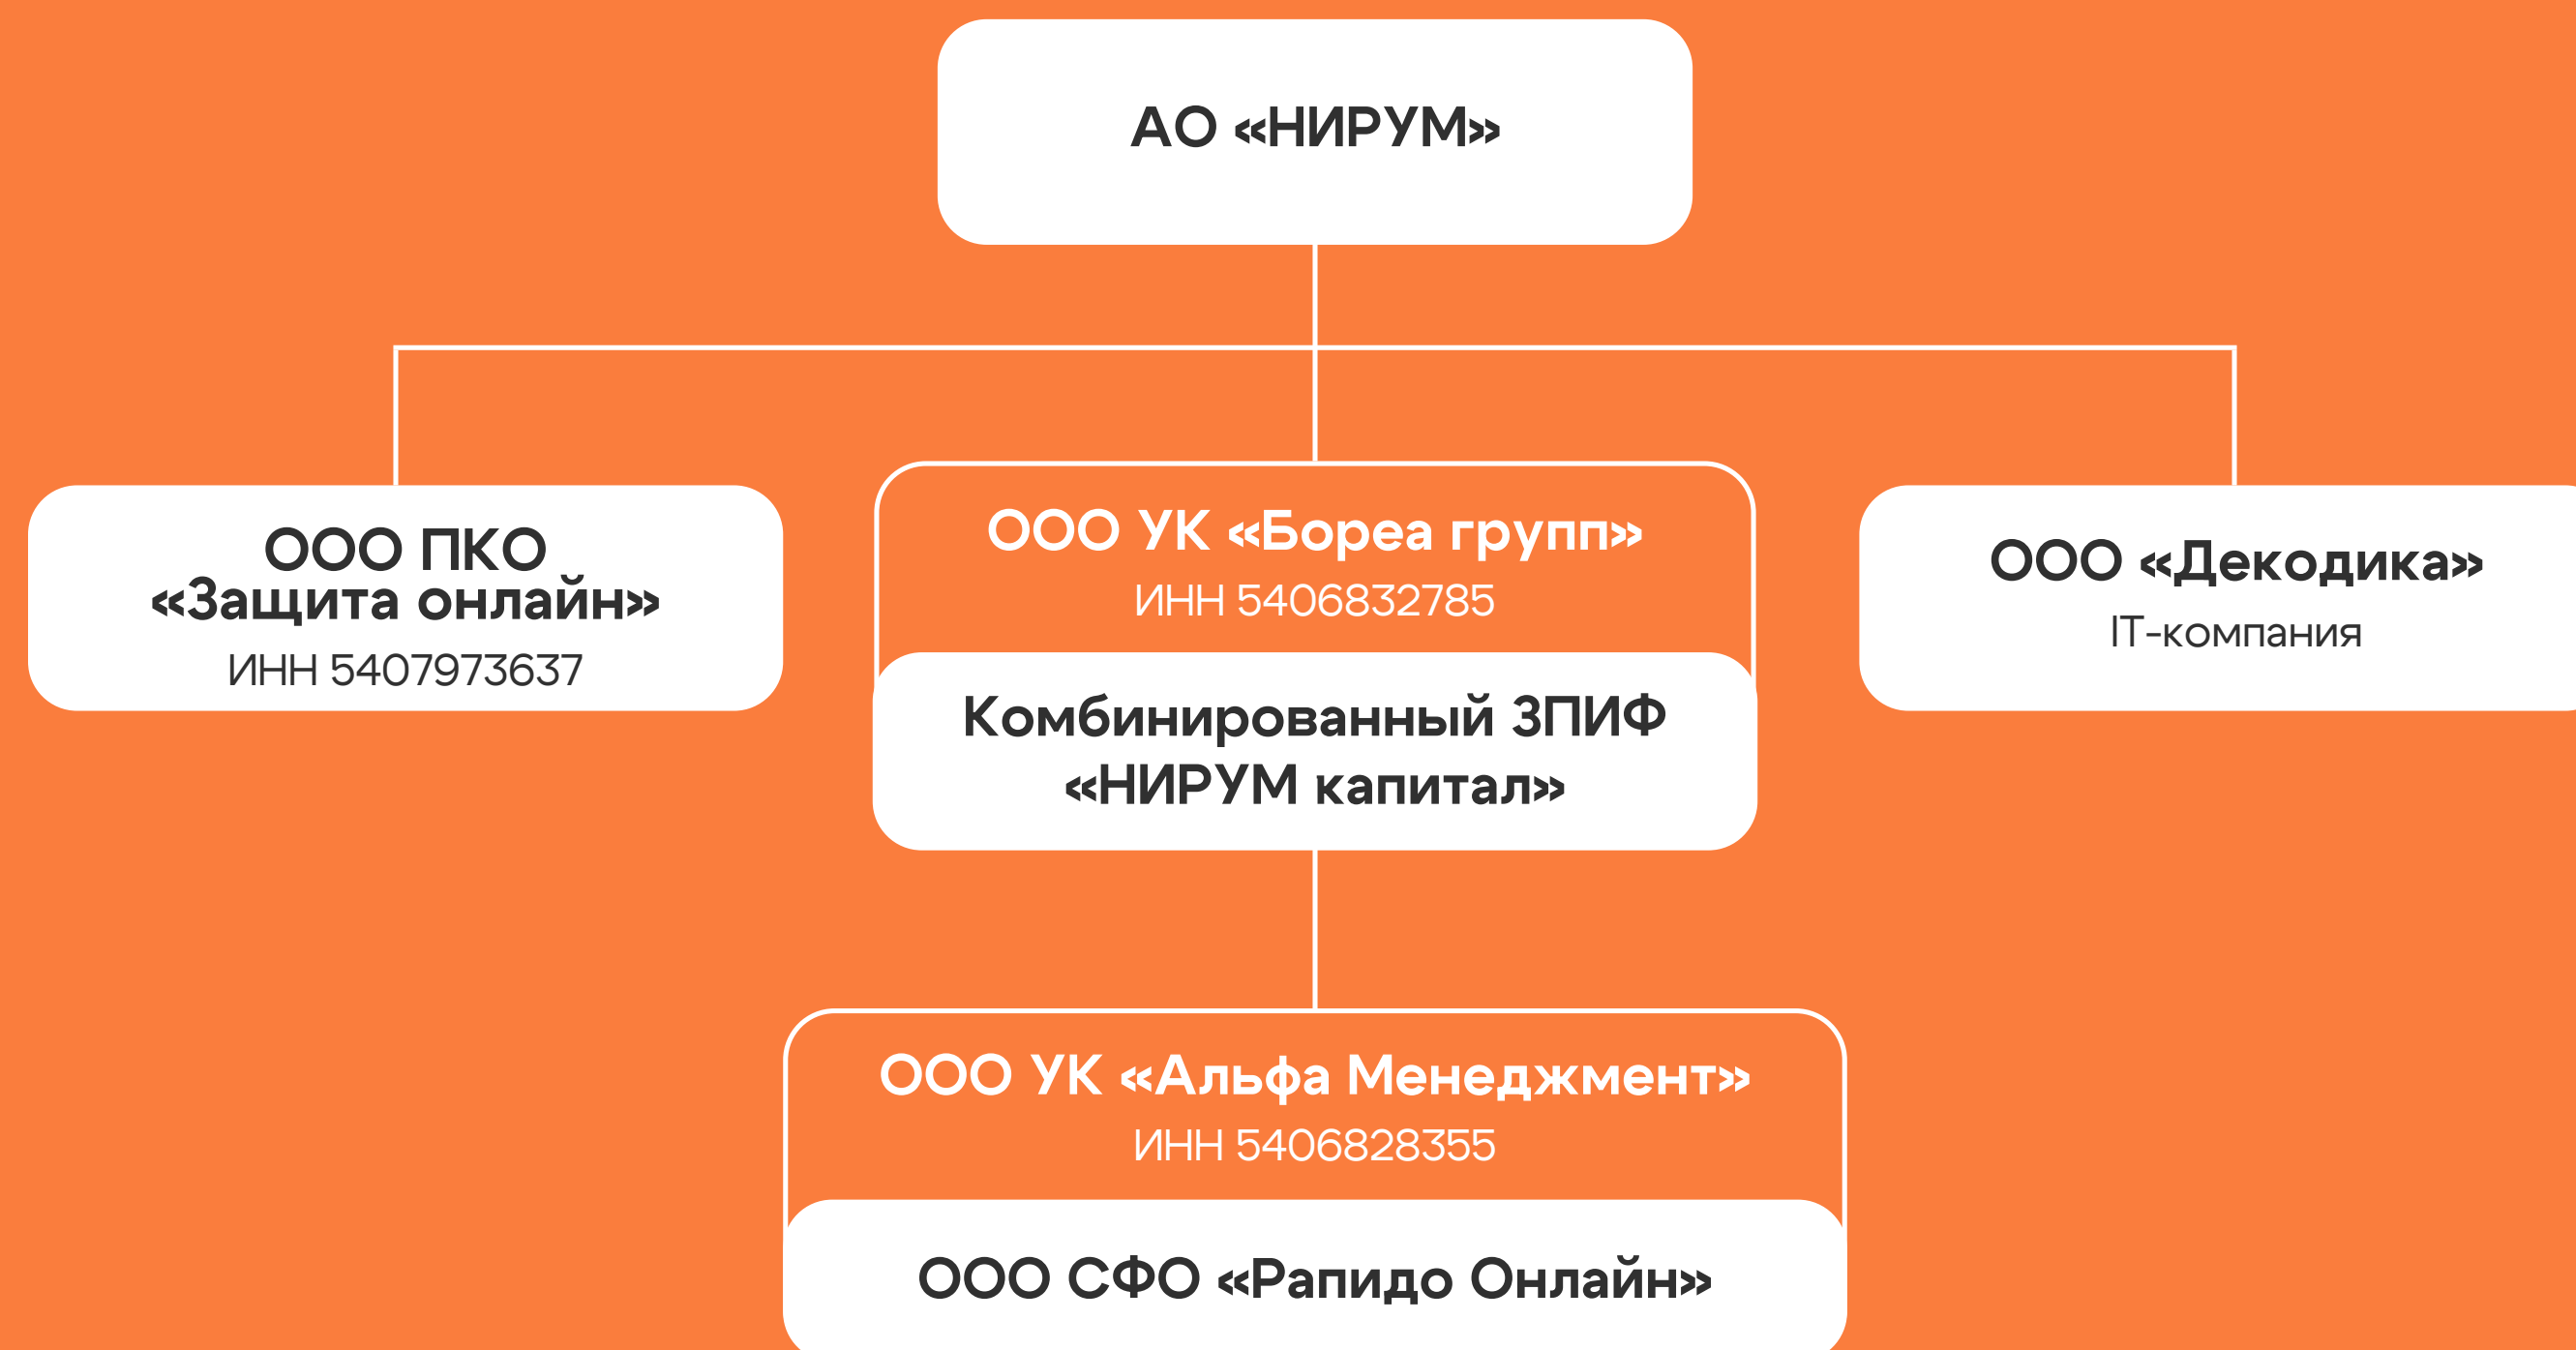 АО «НИРУМ»
ООО ПКО
«Защита онлайн»
ИНН 5407973637
ООО УК «Бореа групп»
ИНН 5406832785
Комбинированный ЗПИФ
«НИРУМ капитал»
ООО «Декодика»
IT-компания
ООО УК «Альфа Менеджмент»
ИНН 5406828355
ООО СФО «Рапидо Онлайн»